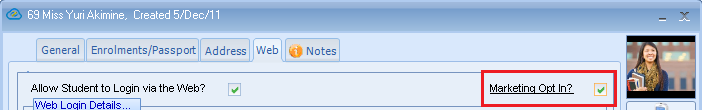 69 Miss Yuri Akimine, Created 5/Dec/11
General Enrolments/Passport Address Web Notes
Allow Student to Login via the Web? Marketing Opt In?
Web Login Details...